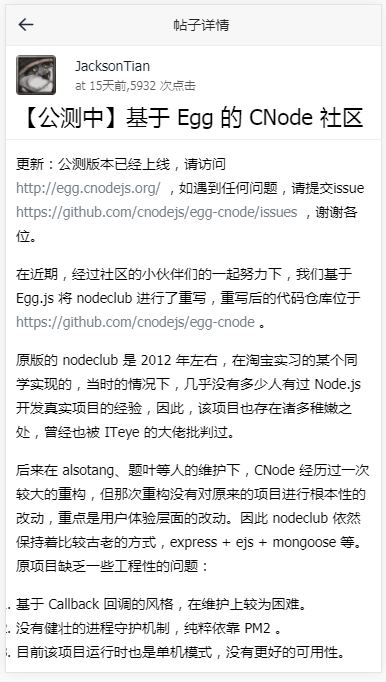 帖子详情
JacksonTian
at 15天前,5932 次点击
【公测中】基于 Egg 的 CNode 社区
更新：公测版本已经上线，请访问
http://egg.cnodejs.org/ ，如遇到任何问题，请提交issue
https://github.com/cnodejs/egg-cnode/issues ，谢谢各
位。
在近期，经过社区的小伙伴们的一起努力下，我们基于
Egg.js 将 nodeclub 进行了重写，重写后的代码仓库位于
https://github.com/cnodejs/egg-cnode 。
原版的 nodeclub 是 2012 年左右，在淘宝实习的某个同
学实现的，当时的情况下，几乎没有多少人有过 Node.js
开发真实项目的经验，因此，该项目也存在诸多稚嫩之
处，曾经也被 ITeye 的大佬批判过。
后来在 alsotang、题叶等人的维护下，CNode 经历过一次
较大的重构，但那次重构没有对原来的项目进行根本性的
改动，重点是用户体验层面的改动。因此 nodeclub 依然
保持着比较古老的方式，express + ejs + mongoose 等。
原项目缺乏一些工程性的问题：
. 基于 Callback 回调的风格，在维护上较为困难。
. 没有健壮的进程守护机制，纯粹依靠 PM2 。
. 目前该项目运行时也是单机模式，没有更好的可用性。